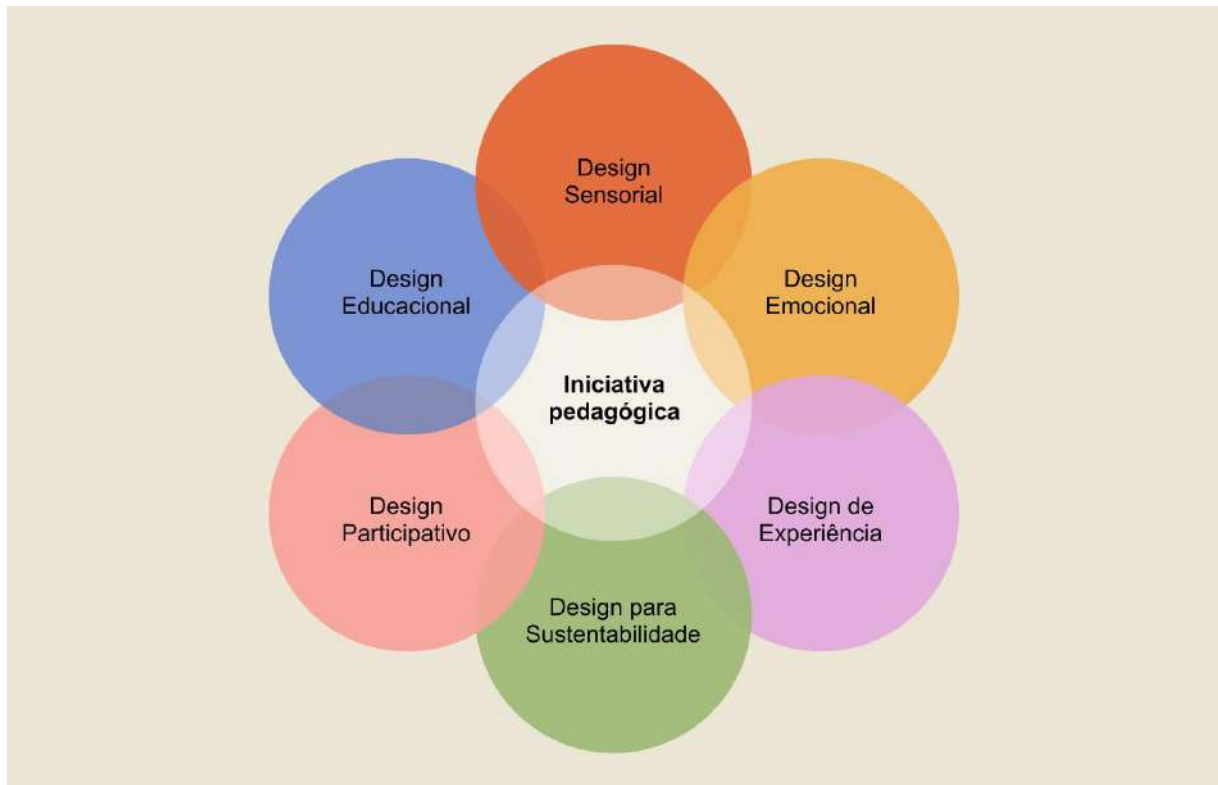 Design
Sensorial
Design
Educacional
Design
Emocional
Iniciativa
pedagógica
Design
Participativo
Design de
Experiência
Design para
Sustentabilidade